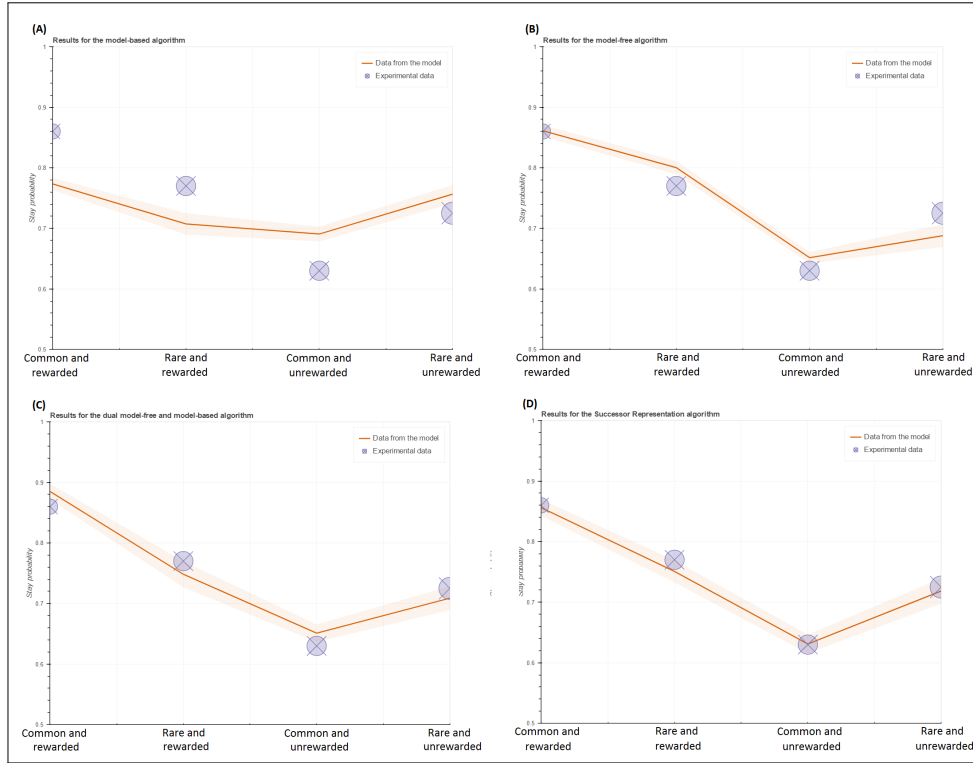 (A)
Results for the model-based algorithm
Data from the model
Experimental data
Stay probability
1
0.9
0.8
0.7
0.6
0.5
Common and rewarded
Rare and rewarded
Common and unrewarded
Rare and unrewarded
(B)
Results for the model-free algorithm
Data from the model
Experimental data
Stay probability
1
0.9
0.8
0.7
0.6
0.5
Common and rewarded
Rare and rewarded
Common and unrewarded
Rare and unrewarded
(C)
Results for the dual model-free and model-based algorithm
Data from the model
Experimental data
Stay probability
1
0.9
0.8
0.7
0.6
0.5
Common and rewarded
Rare and rewarded
Common and unrewarded
Rare and unrewarded
(D)
Results for the Successor Representation algorithm
Data from the model
Experimental data
Stay probability
1
0.9
0.8
0.7
0.6
0.5
Common and rewarded
Rare and rewarded
Common and unrewarded
Rare and unrewarded